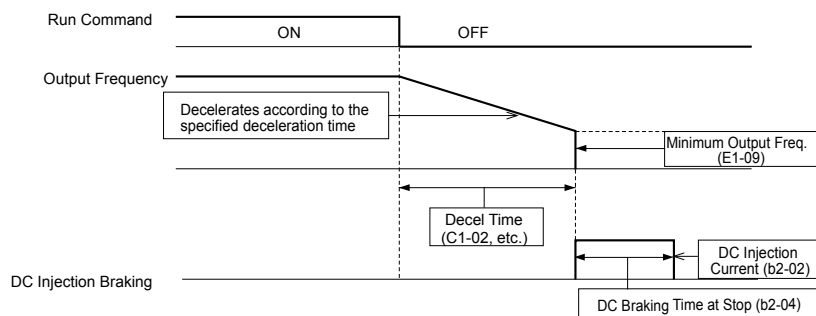 Run Command
ON
OFF
Output Frequency
Decelerates according to the
specified deceleration time
Minimum Output Freq.
(E1-09)
Decel Time
(C1-02, etc.)
DC Injection
Current (b2-02)
DC Injection Braking
DC Braking Time at Stop (b2-04)